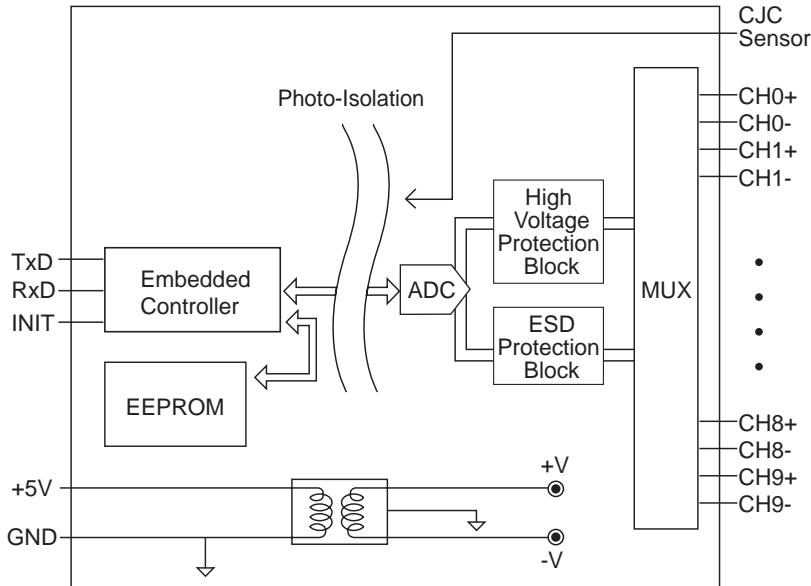 CJC
Sensor
Photo-Isolation
CH0+
CH0-
CH1+
CH1-
High
Voltage
Protection
Block
TxD
RxD
INIT
Embedded
Controller
ADC
MUX
ESD
Protection
Block
EEPROM
CH8+
CH8-
CH9+
CH9-
+5V
+V
GND
-V